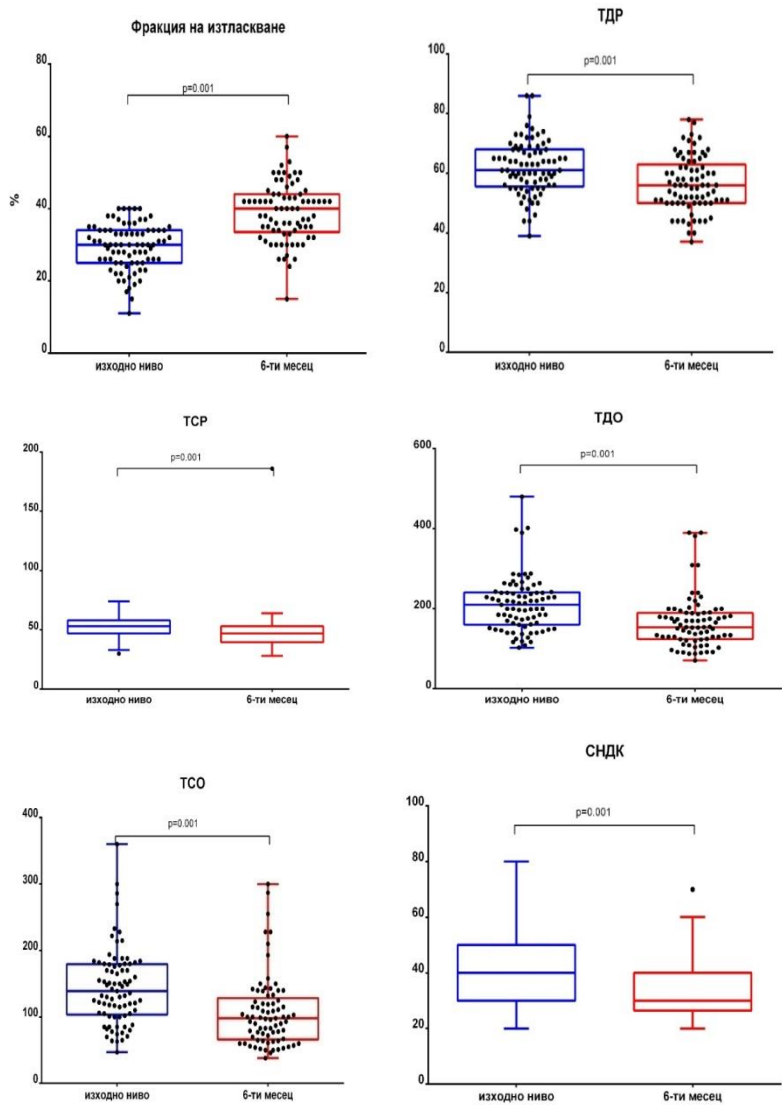 Фракция на изтласкване
80
60
40
20
0
%
p=0.001
изходно ниво
6-ти месец
ТДР
100
80
60
40
20
0
p=0.001
изходно ниво
6-ти месец
ТСР
200
150
100
50
0
p=0.001
изходно ниво
6-ти месец
ТДО
600
400
200
0
p=0.001
изходно ниво
6-ти месец
ТСО
400
300
200
100
0
p=0.001
изходно ниво
6-ти месец
СНДК
100
80
60
40
20
0
p=0.001
изходно ниво
6-ти месец